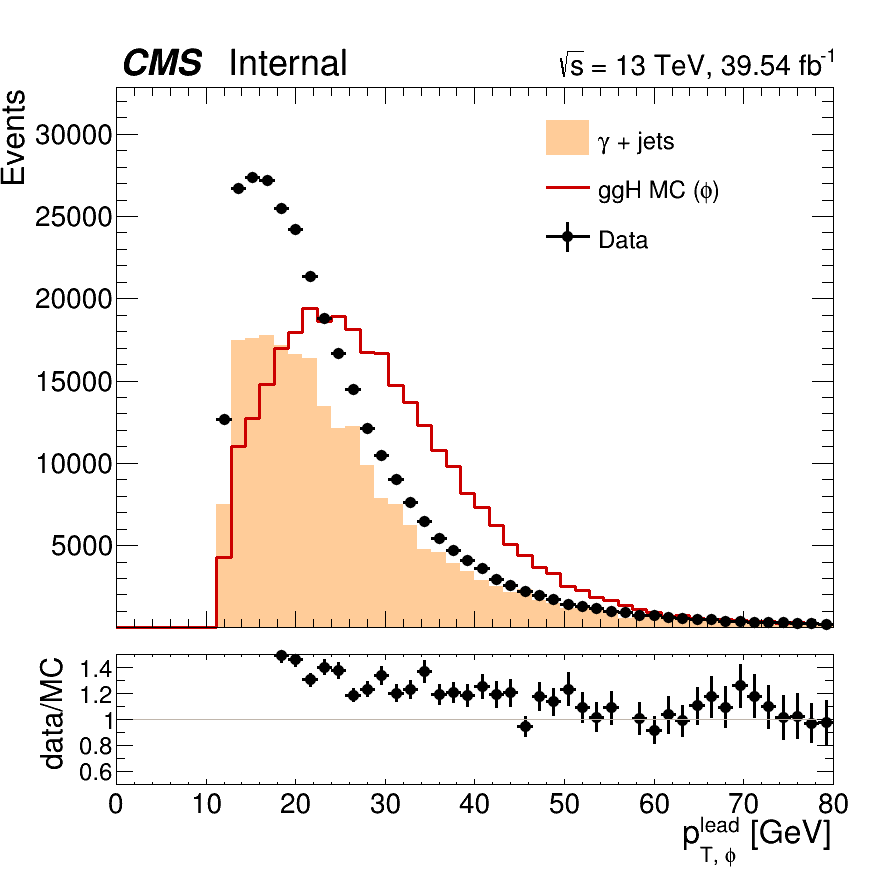 CMS Internal
√s = 13 TeV, 39.54 fb⁻¹
Events
30000
25000
20000
15000
10000
5000
γ + jets
ggH MC (ϕ)
Data
data/MC
1.4
1.2
1
0.8
0.6
0 10 20 30 40 50 60 70 80
p_{T, ϕ}^{lead} [GeV]